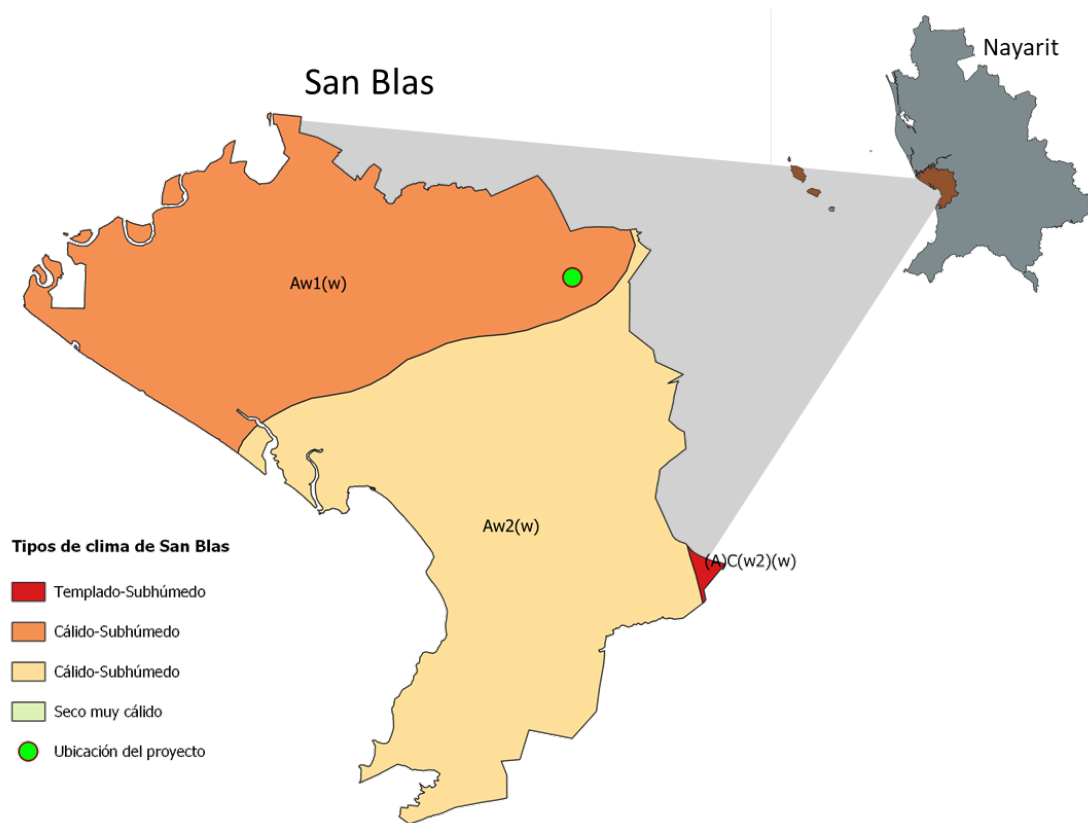 San Blas
Nayarit
Aw1(w)
Aw2(w)
(A)C(w2)(w)
Tipos de clima de San Blas
Templado-Subhúmedo
Cálido-Subhúmedo
Cálido-Subhúmedo
Seco muy cálido
Ubicación del proyecto